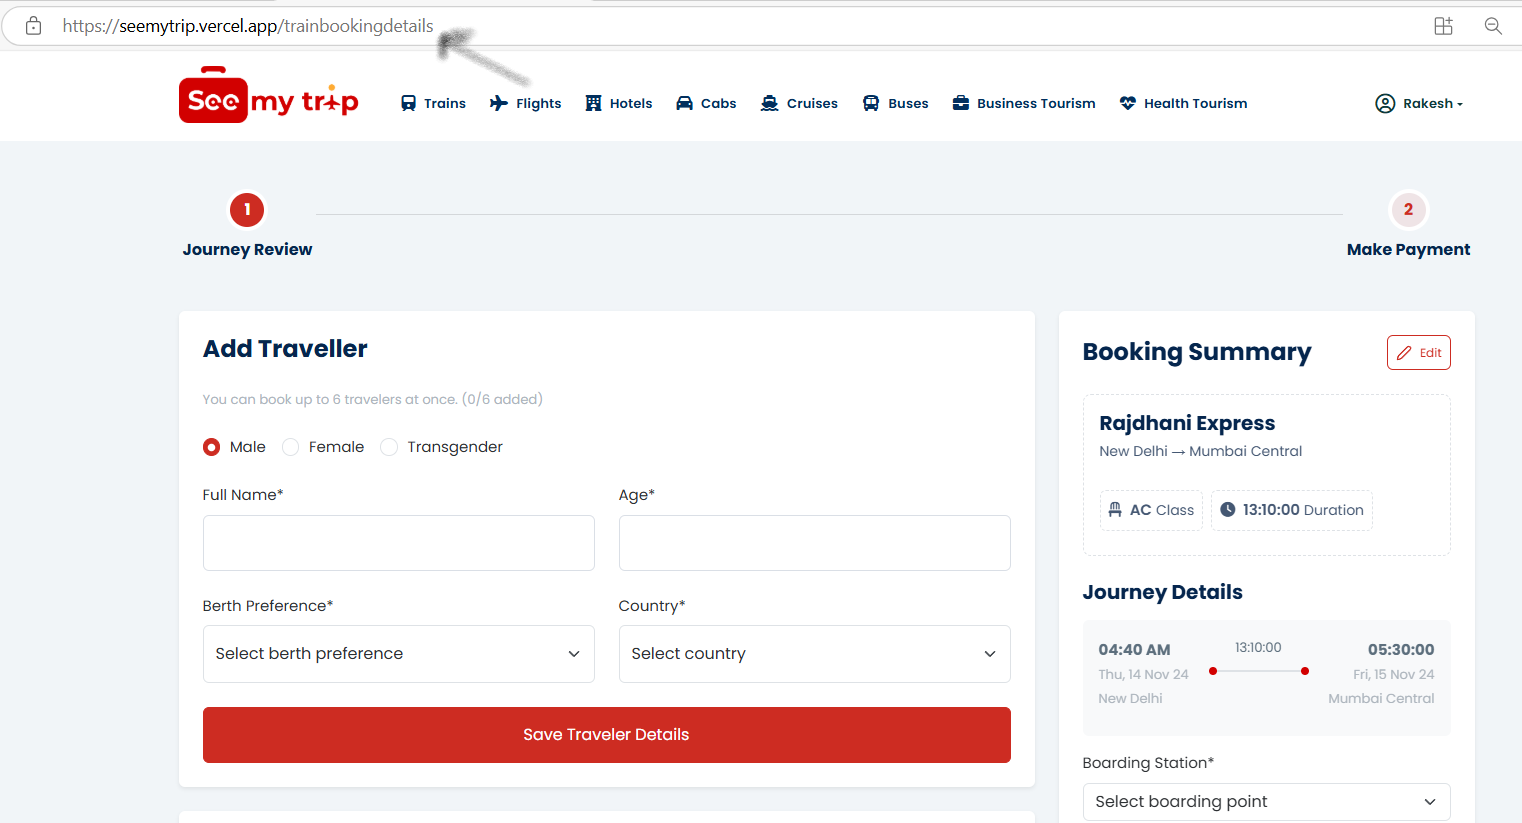 https://seemytrip.vercel.app/trainbookingdetails
See my trip
Trains
Flights
Hotels
Cabs
Cruises
Buses
Business Tourism
Health Tourism
Rakesh
1
Journey Review
2
Make Payment
Add Traveller
You can book up to 6 travelers at once. (0/6 added)
Male
Female
Transgender
Full Name*
Age*
Berth Preference*
Country*
Select berth preference
Select country
Save Traveler Details
Booking Summary
Edit
Rajdhani Express
New Delhi → Mumbai Central
AC Class
13:10:00 Duration
Journey Details
04:40 AM
13:10:00
05:30:00
Thu, 14 Nov 24
Fri, 15 Nov 24
New Delhi
Mumbai Central
Boarding Station*
Select boarding point